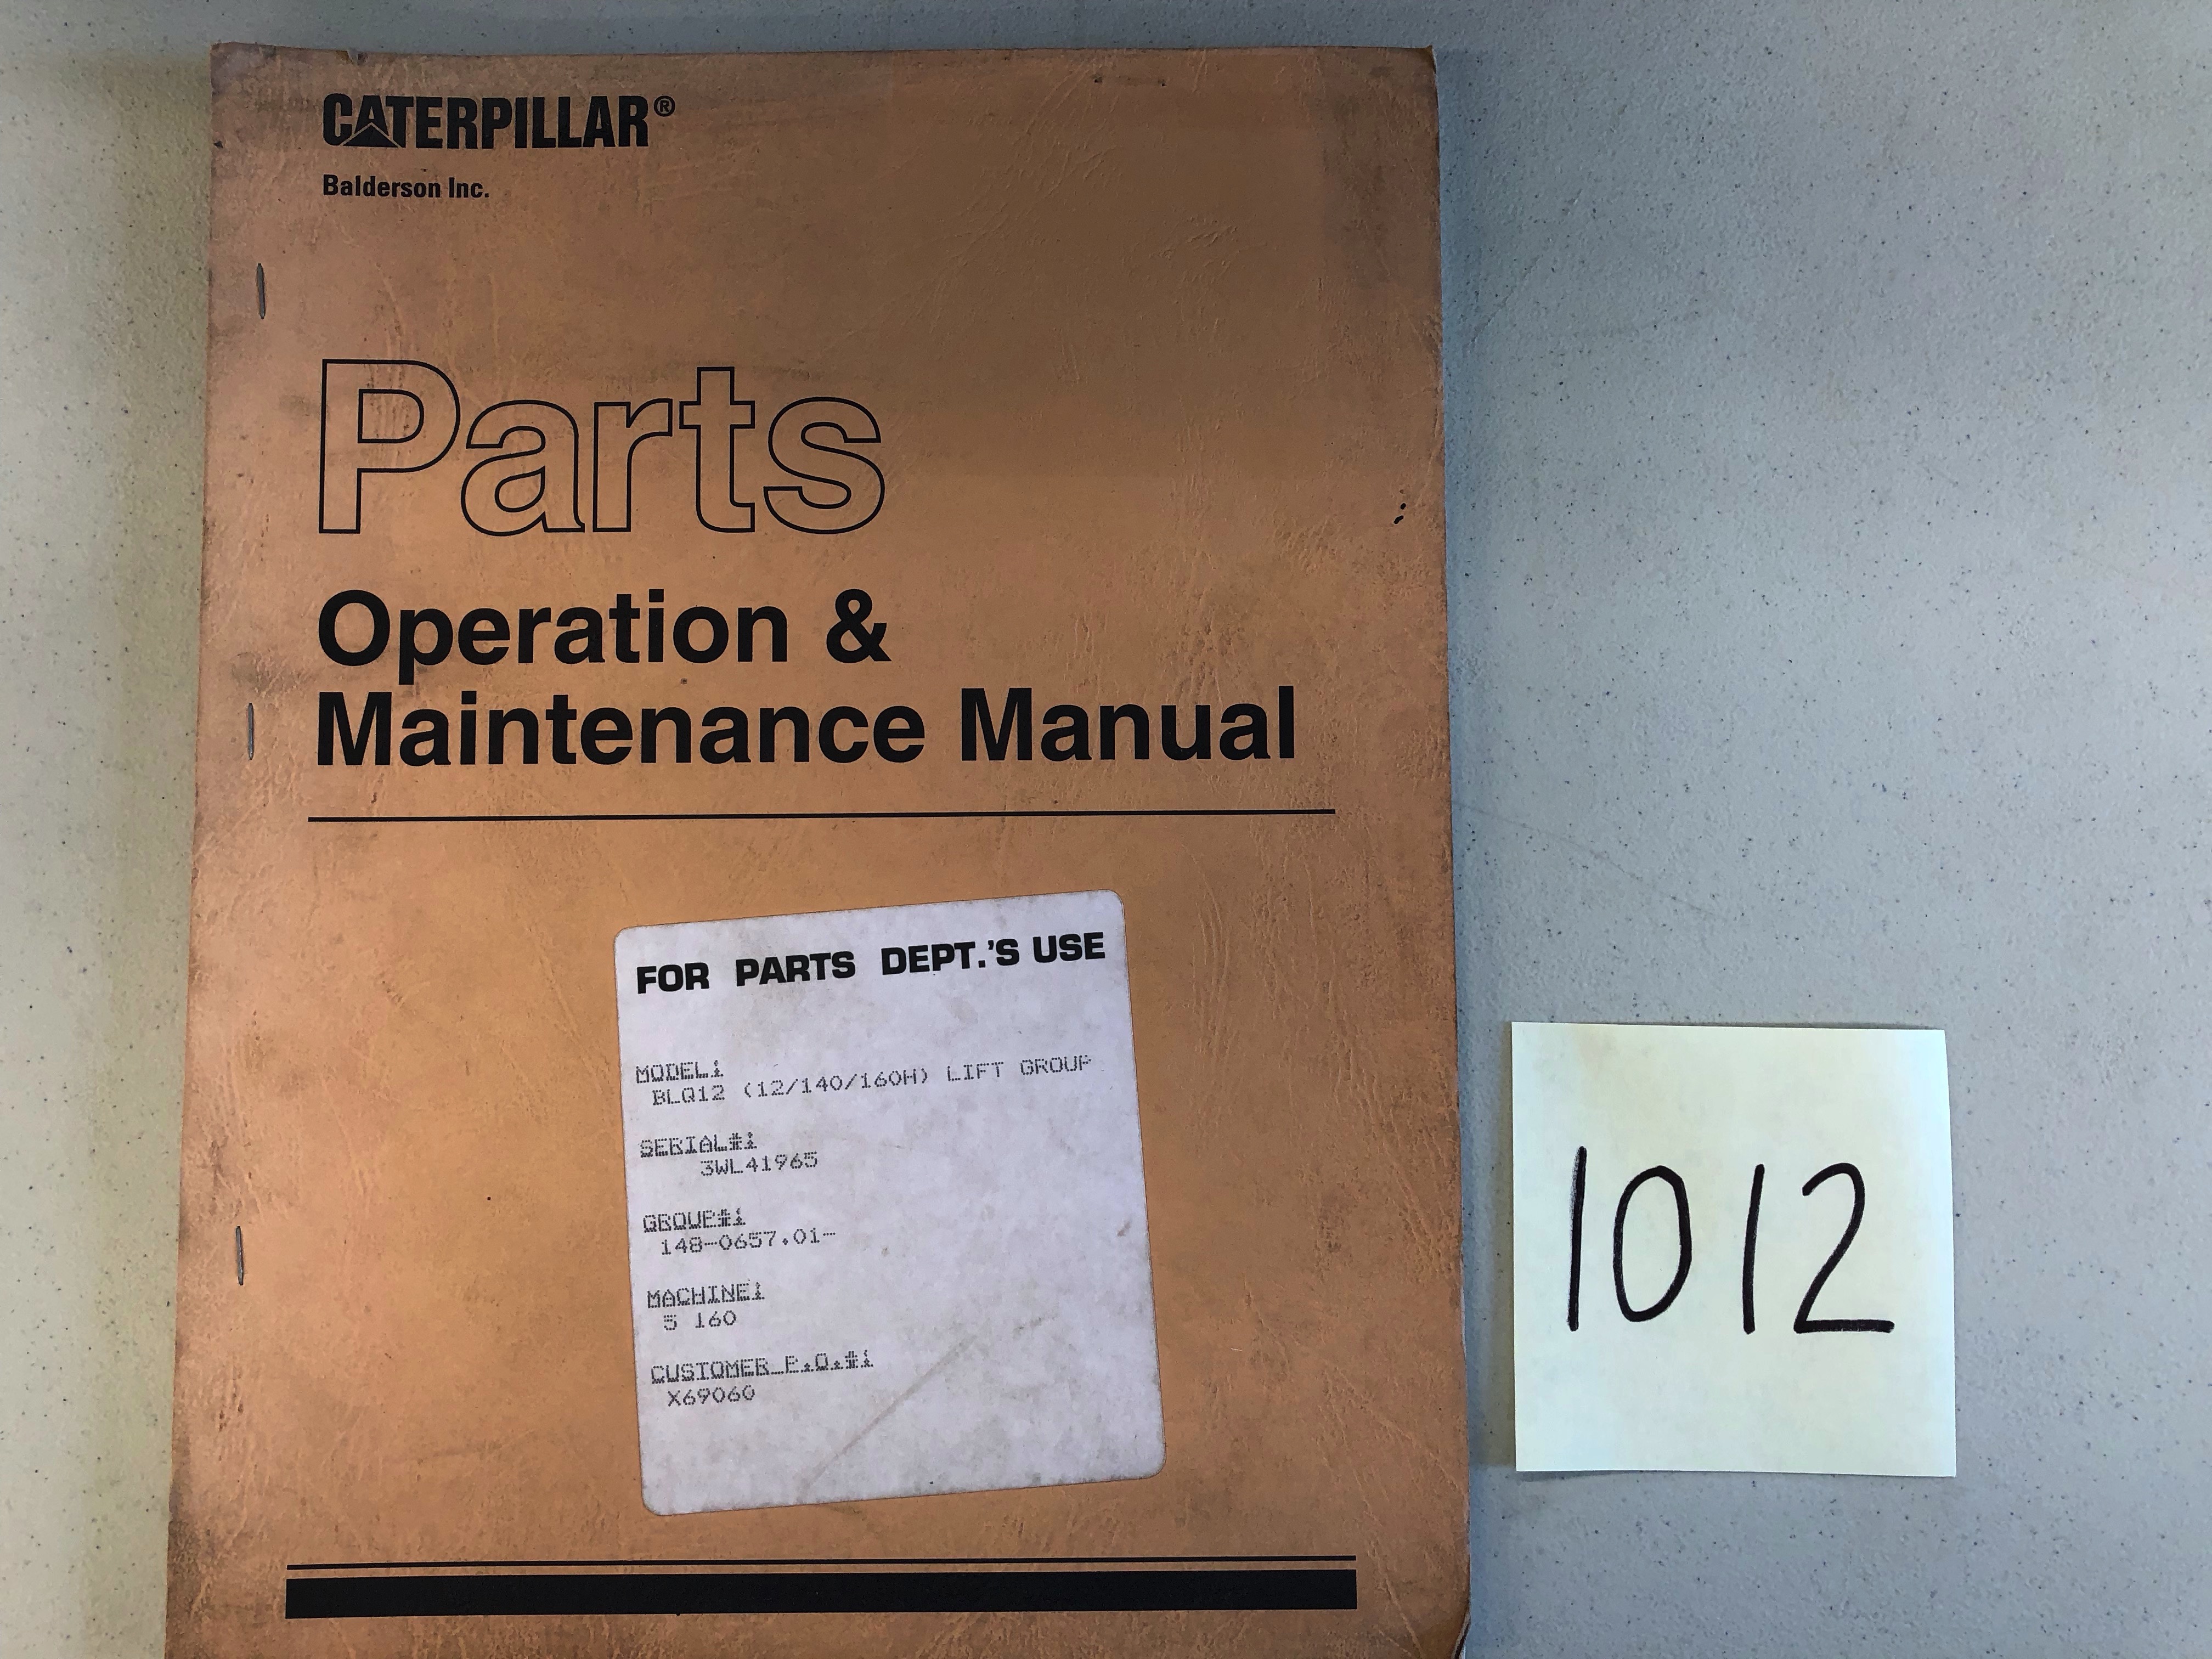 CATERPILLAR®
Balderson Inc.
Parts
Operation &
Maintenance Manual
FOR PARTS DEPT.'S USE
MODEL:
BLQ12 (12/140/160H) LIFT GROUP
SERIAL#:
3WL41965
GROUP#:
148-0657.01-
MACHINE:
5 160
CUSTOMER P.O.#:
X69060
1012